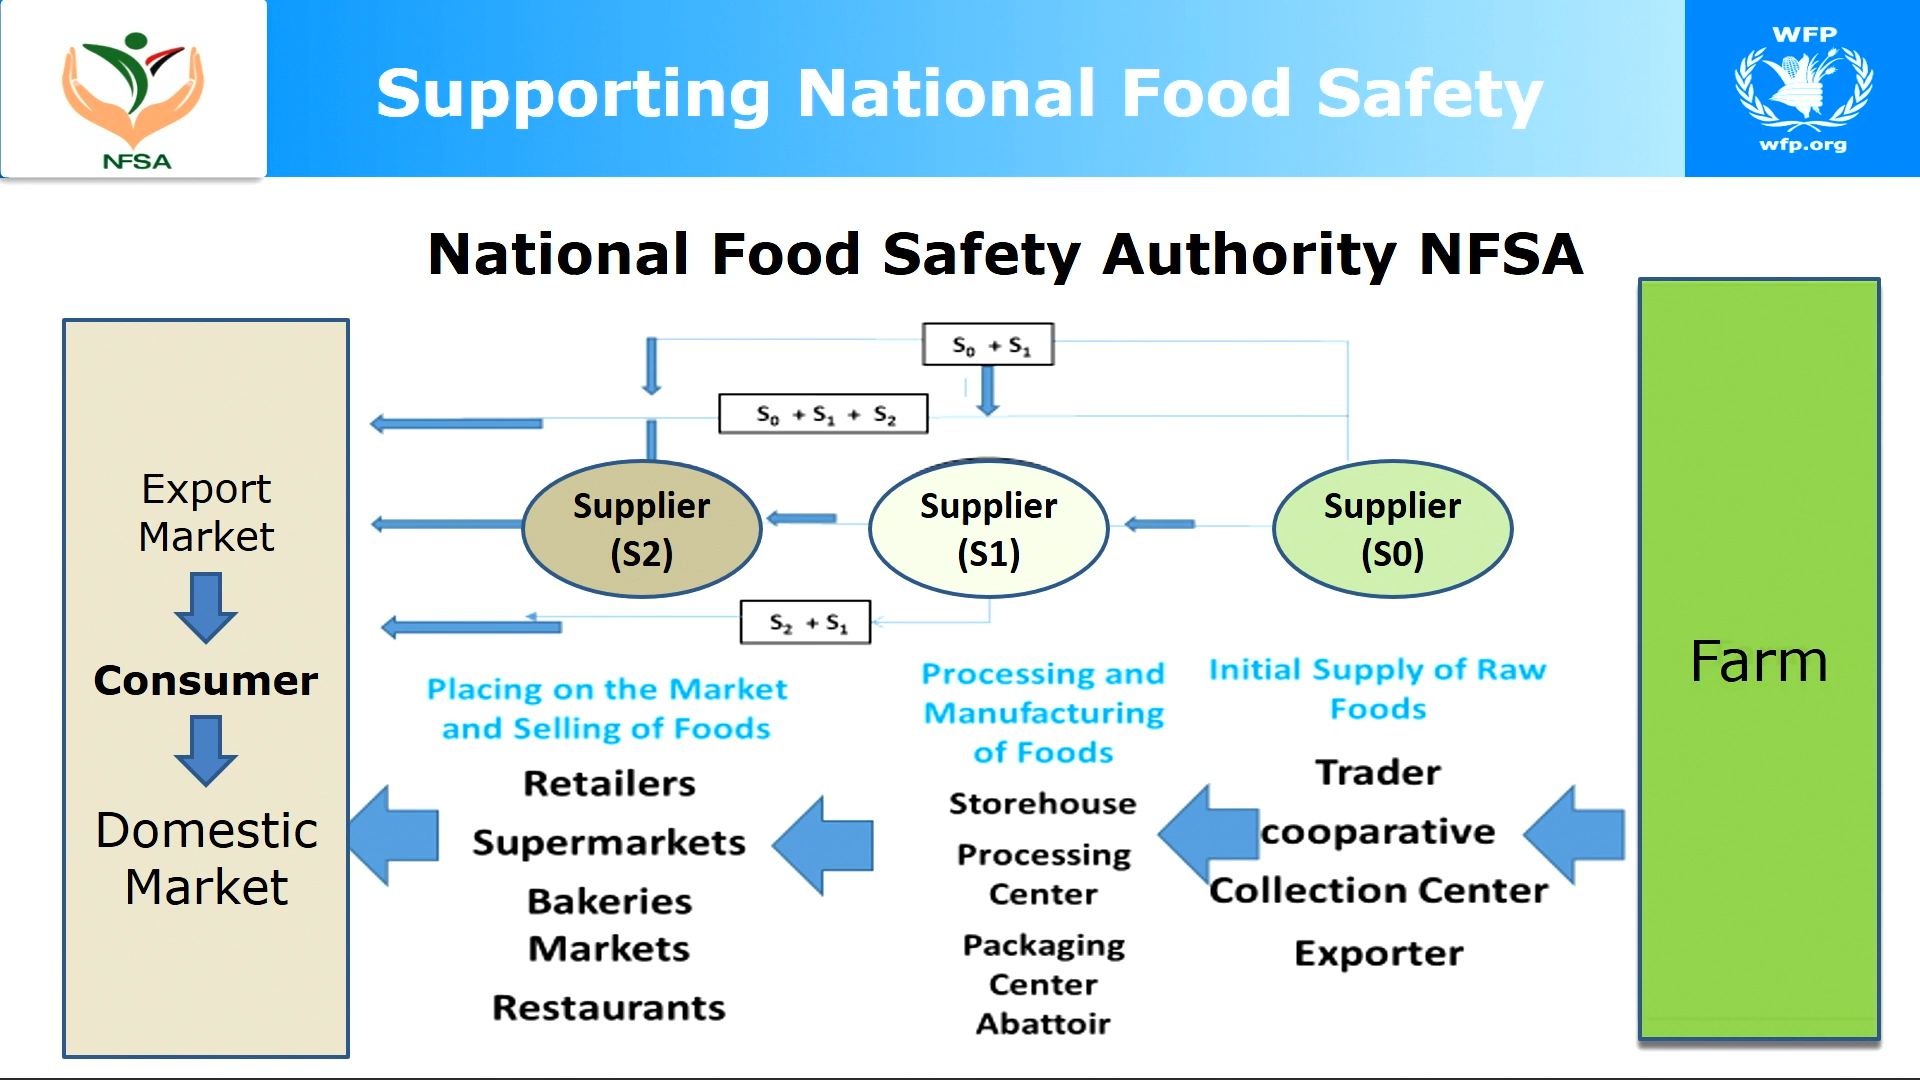 NFSA
Supporting National Food Safety
WFP
wfp.org
National Food Safety Authority NFSA
S₀ + S₁
S₀ + S₁ + S₂
Supplier
(S2)
Supplier
(S1)
Supplier
(S0)
S₂ + S₁
Export
Market
Consumer
Domestic
Market
Placing on the Market
and Selling of Foods
Retailers
Supermarkets
Bakeries
Markets
Restaurants
Processing and
Manufacturing
of Foods
Storehouse
Processing
Center
Packaging
Center
Abattoir
Initial Supply of Raw
Foods
Trader
cooparative
Collection Center
Exporter
Farm